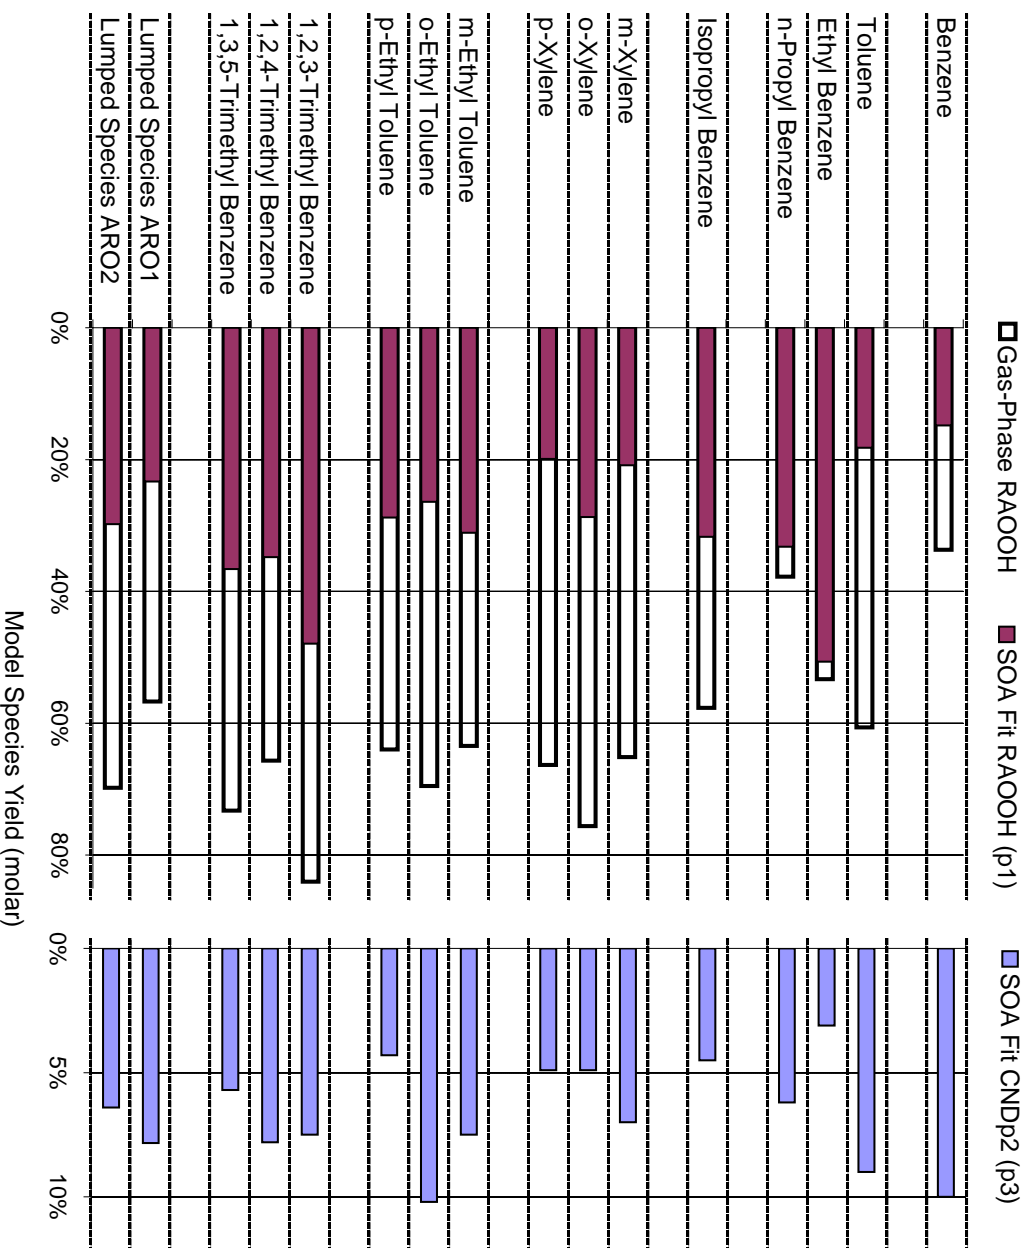 Gas-Phase RAOOH
SOA Fit RAOOH (p1)
SOA Fit CNDp2 (p3)
Benzene
Toluene
Ethyl Benzene
n-Propyl Benzene
Isopropyl Benzene
m-Xylene
o-Xylene
p-Xylene
m-Ethyl Toluene
o-Ethyl Toluene
p-Ethyl Toluene
1,2,3-Trimethyl Benzene
1,2,4-Trimethyl Benzene
1,3,5-Trimethyl Benzene
Lumped Species ARO1
Lumped Species ARO2
0% 20% 40% 60% 80%
0% 5% 10%
Model Species Yield (molar)